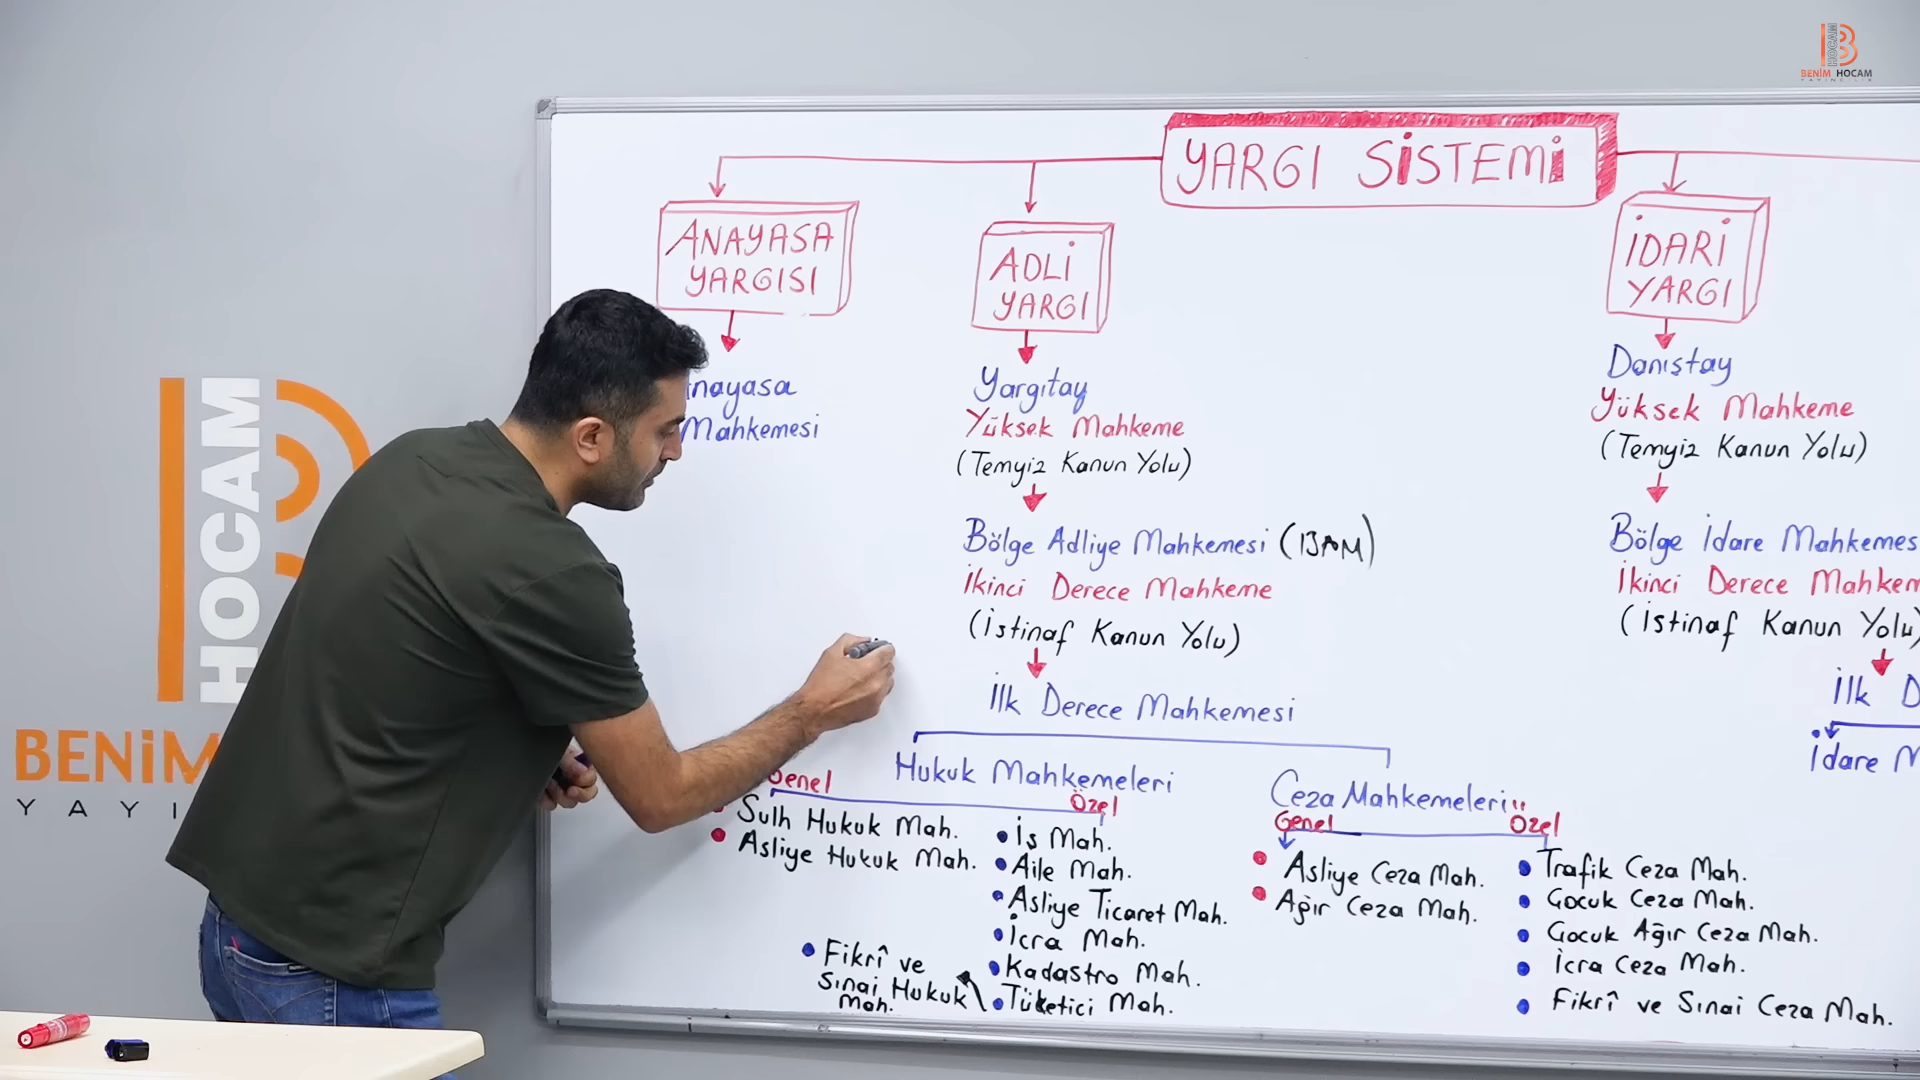 BENİM HOCAM
YAYINCILIK
HOCAM
BENİM
YAYI
YARGI SİSTEMİ
ANAYASA
YARGISI
nayasa
Mahkemesi
ADLİ
YARGI
Yargıtay
Yüksek Mahkeme
(Temyiz Kanun Yolu)
Bölge Adliye Mahkemesi (BAM)
İkinci Derece Mahkeme
(İstinaf Kanun Yolu)
İlk Derece Mahkemesi
Hukuk Mahkemeleri
Genel
Sulh Hukuk Mah.
Asliye Hukuk Mah.
Özel
İş Mah.
Aile Mah.
Asliye Ticaret Mah.
İcra Mah.
Kadastro Mah.
Tüketici Mah.
Fikrî ve
Sınai Hukuk
Mah.
Ceza Mahkemeleri
Genel
Asliye Ceza Mah.
Ağır Ceza Mah.
Özel
Trafik Ceza Mah.
Çocuk Ceza Mah.
Çocuk Ağır Ceza Mah.
İcra Ceza Mah.
Fikrî ve Sınai Ceza Mah.
İDARİ
YARGI
Danıştay
Yüksek Mahkeme
(Temyiz Kanun Yolu)
Bölge İdare Mahkemes
İkinci Derece Mahkem
(İstinaf Kanun Yolu)
İlk D
İdare M